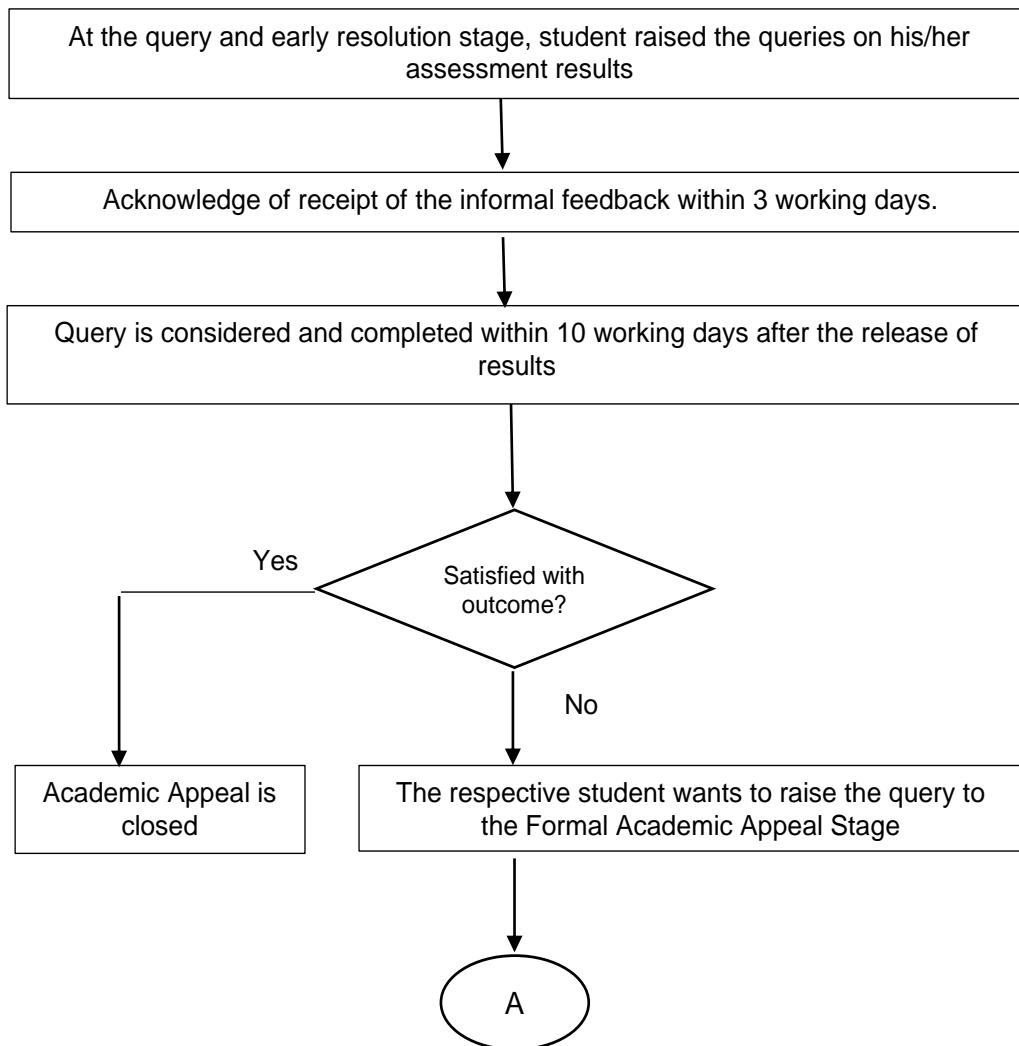 At the query and early resolution stage, student raised the queries on his/her
assessment results
Acknowledge of receipt of the informal feedback within 3 working days.
Query is considered and completed within 10 working days after the release of
results
Satisfied with
outcome?
Yes
No
Academic Appeal is
closed
The respective student wants to raise the query to
the Formal Academic Appeal Stage
A